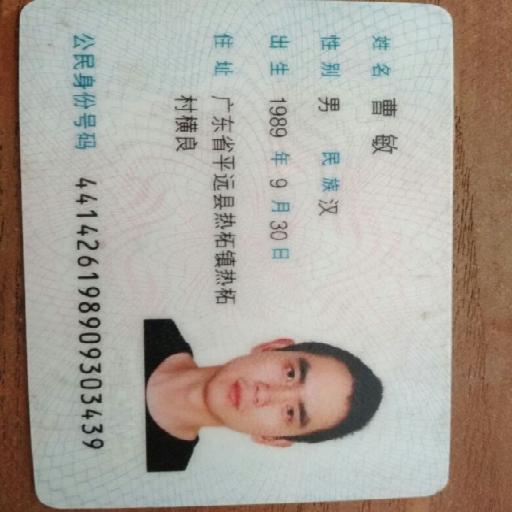 姓名 曹敏
性别 男 民族 汉
出生 1989 年 9 月 30 日
住址 广东省平远县热柘镇热柘
村横良
公民身份号码 441426198909303439